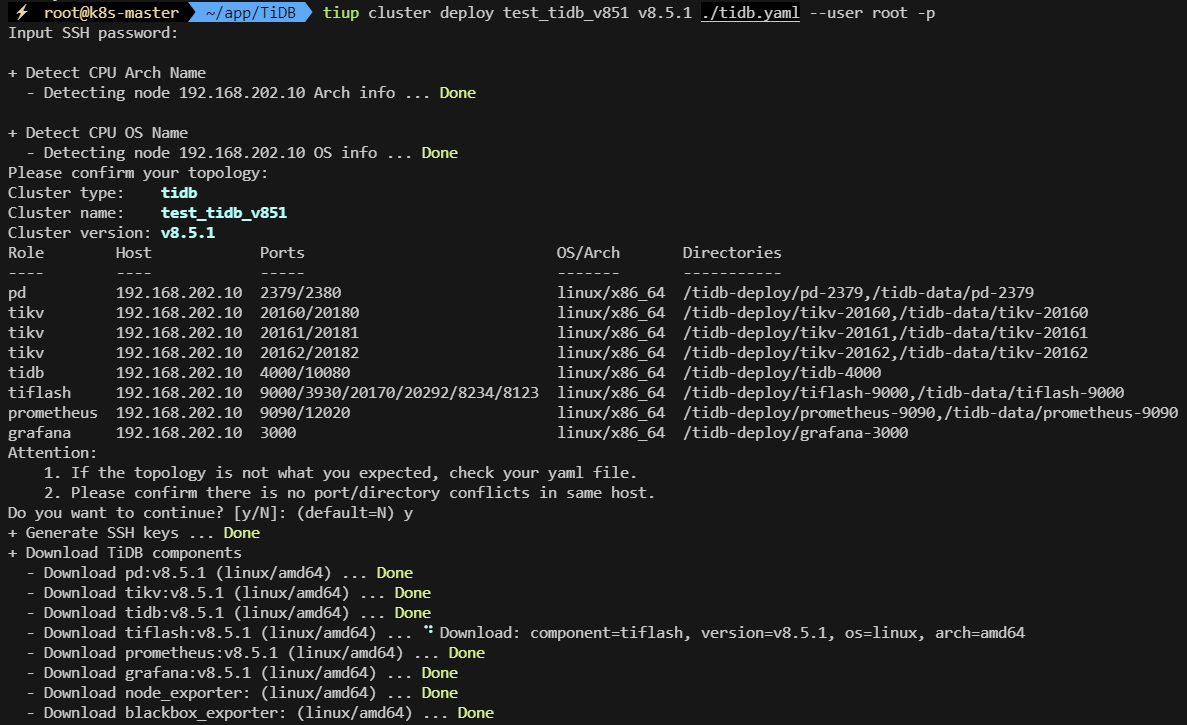 ⚡ root@k8s-master ~/app/TiDB tiup cluster deploy test_tidb_v851 v8.5.1 ./tidb.yaml --user root -p
Input SSH password:
+ Detect CPU Arch Name
- Detecting node 192.168.202.10 Arch info ... Done
+ Detect CPU OS Name
- Detecting node 192.168.202.10 OS info ... Done
Please confirm your topology:
Cluster type: tidb
Cluster name: test_tidb_v851
Cluster version: v8.5.1
Role Host Ports OS/Arch Directories
---- ---- ----- ------- -----------
pd 192.168.202.10 2379/2380 linux/x86_64 /tidb-deploy/pd-2379,/tidb-data/pd-2379
tikv 192.168.202.10 20160/20180 linux/x86_64 /tidb-deploy/tikv-20160,/tidb-data/tikv-20160
tikv 192.168.202.10 20161/20181 linux/x86_64 /tidb-deploy/tikv-20161,/tidb-data/tikv-20161
tikv 192.168.202.10 20162/20182 linux/x86_64 /tidb-deploy/tikv-20162,/tidb-data/tikv-20162
tidb 192.168.202.10 4000/10080 linux/x86_64 /tidb-deploy/tidb-4000
tiflash 192.168.202.10 9000/3930/20170/20292/8234/8123 linux/x86_64 /tidb-deploy/tiflash-9000,/tidb-data/tiflash-9000
prometheus 192.168.202.10 9090/12020 linux/x86_64 /tidb-deploy/prometheus-9090,/tidb-data/prometheus-9090
grafana 192.168.202.10 3000 linux/x86_64 /tidb-deploy/grafana-3000
Attention:
1. If the topology is not what you expected, check your yaml file.
2. Please confirm there is no port/directory conflicts in same host.
Do you want to continue? [y/N]: (default=N) y
+ Generate SSH keys ... Done
+ Download TiDB components
- Download pd:v8.5.1 (linux/amd64) ... Done
- Download tikv:v8.5.1 (linux/amd64) ... Done
- Download tidb:v8.5.1 (linux/amd64) ... Done
- Download tiflash:v8.5.1 (linux/amd64) ... ⠙ Download: component=tiflash, version=v8.5.1, os=linux, arch=amd64
- Download prometheus:v8.5.1 (linux/amd64) ... Done
- Download grafana:v8.5.1 (linux/amd64) ... Done
- Download node_exporter: (linux/amd64) ... Done
- Download blackbox_exporter: (linux/amd64) ... Done